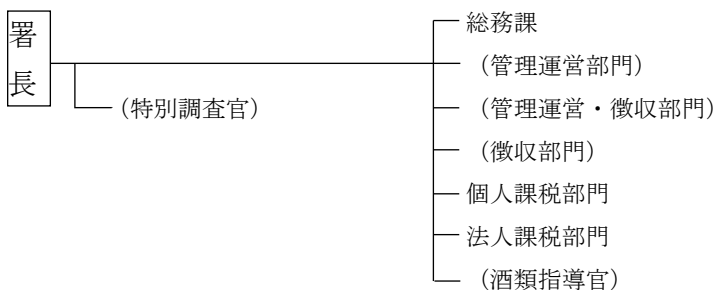 署長
総務課
（管理運営部門）
（特別調査官）
（管理運営・徴収部門）
（徴収部門）
個人課税部門
法人課税部門
（酒類指導官）